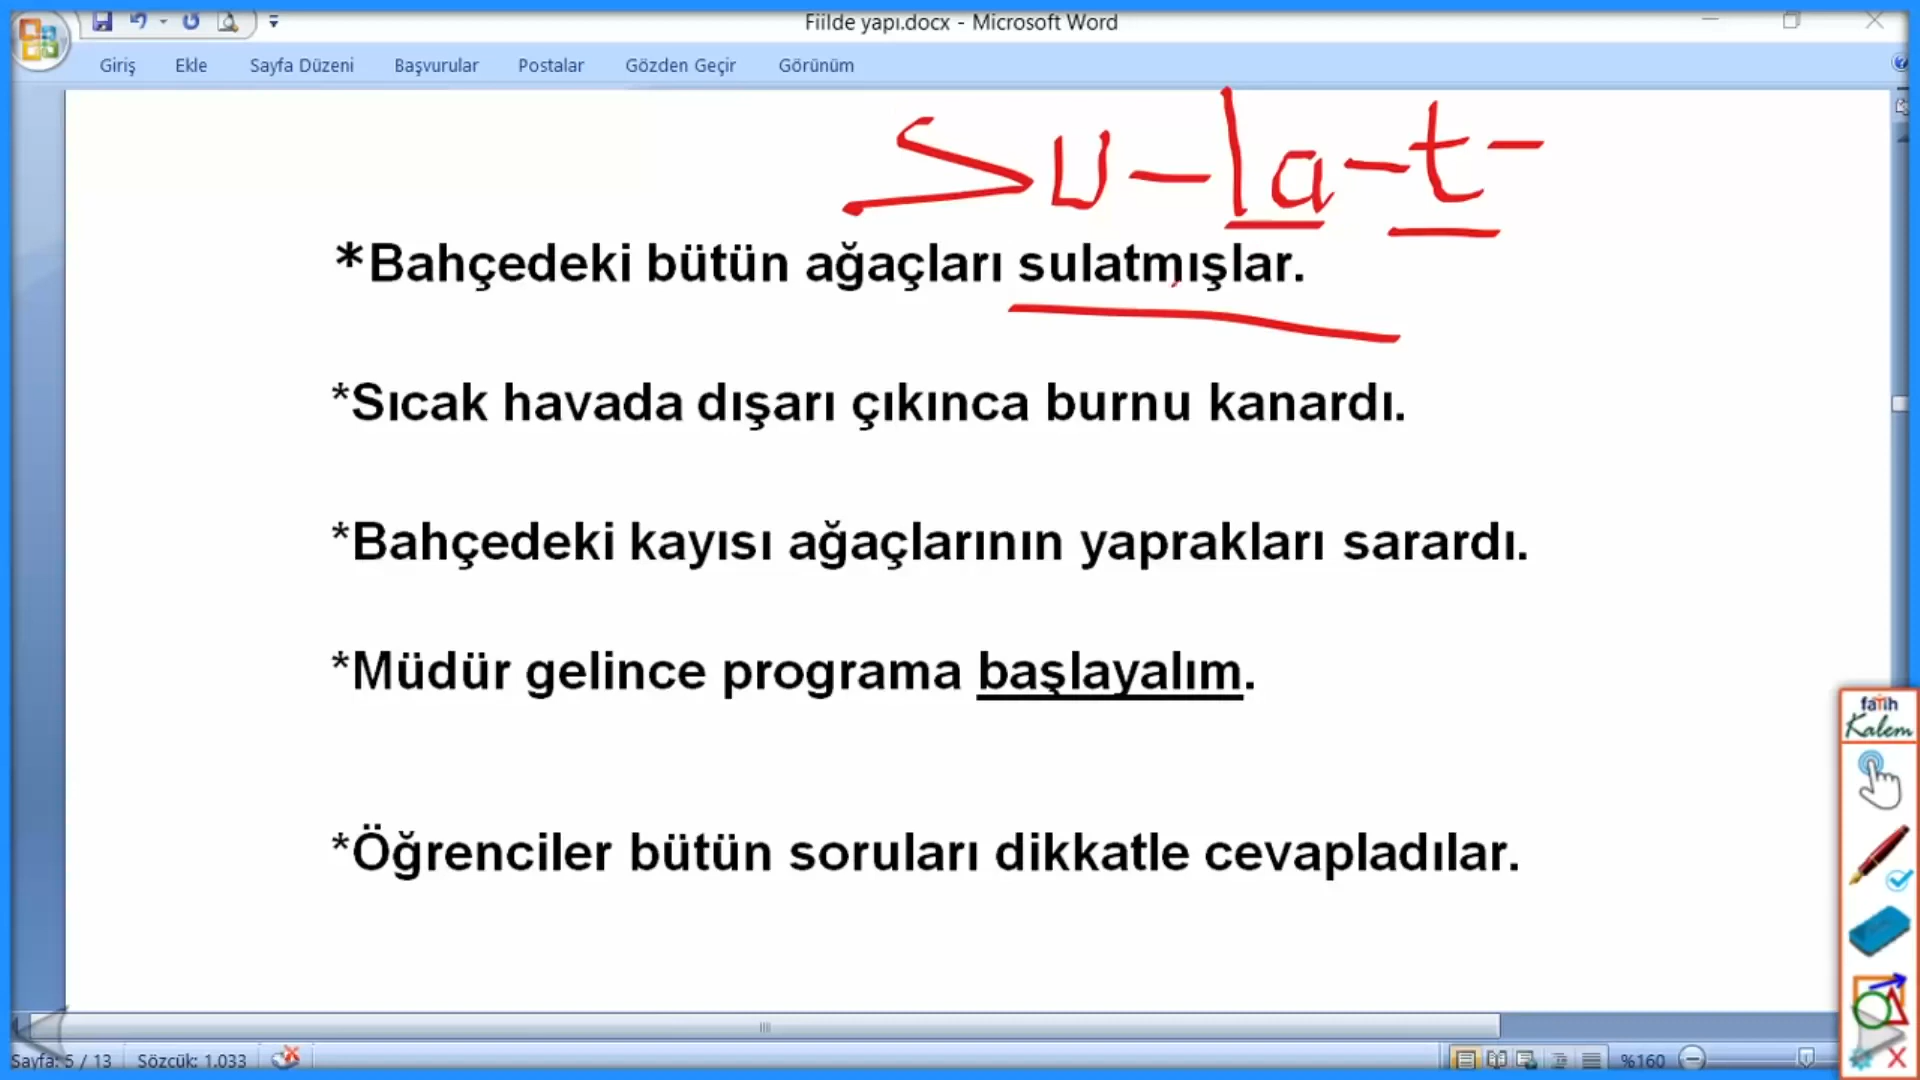 Fiilde yapı.docx - Microsoft Word
Giriş Ekle Sayfa Düzeni Başvurular Postalar Gözden Geçir Görünüm
Su-la-t-
*Bahçedeki bütün ağaçları sulatmışlar.
*Sıcak havada dışarı çıkınca burnu kanardı.
*Bahçedeki kayısı ağaçlarının yaprakları sarardı.
*Müdür gelince programa başlayalım.
fatih
Kalem
*Öğrenciler bütün soruları dikkatle cevapladılar.
Sayfa: 5 / 13 Sözcük: 1.033 %160